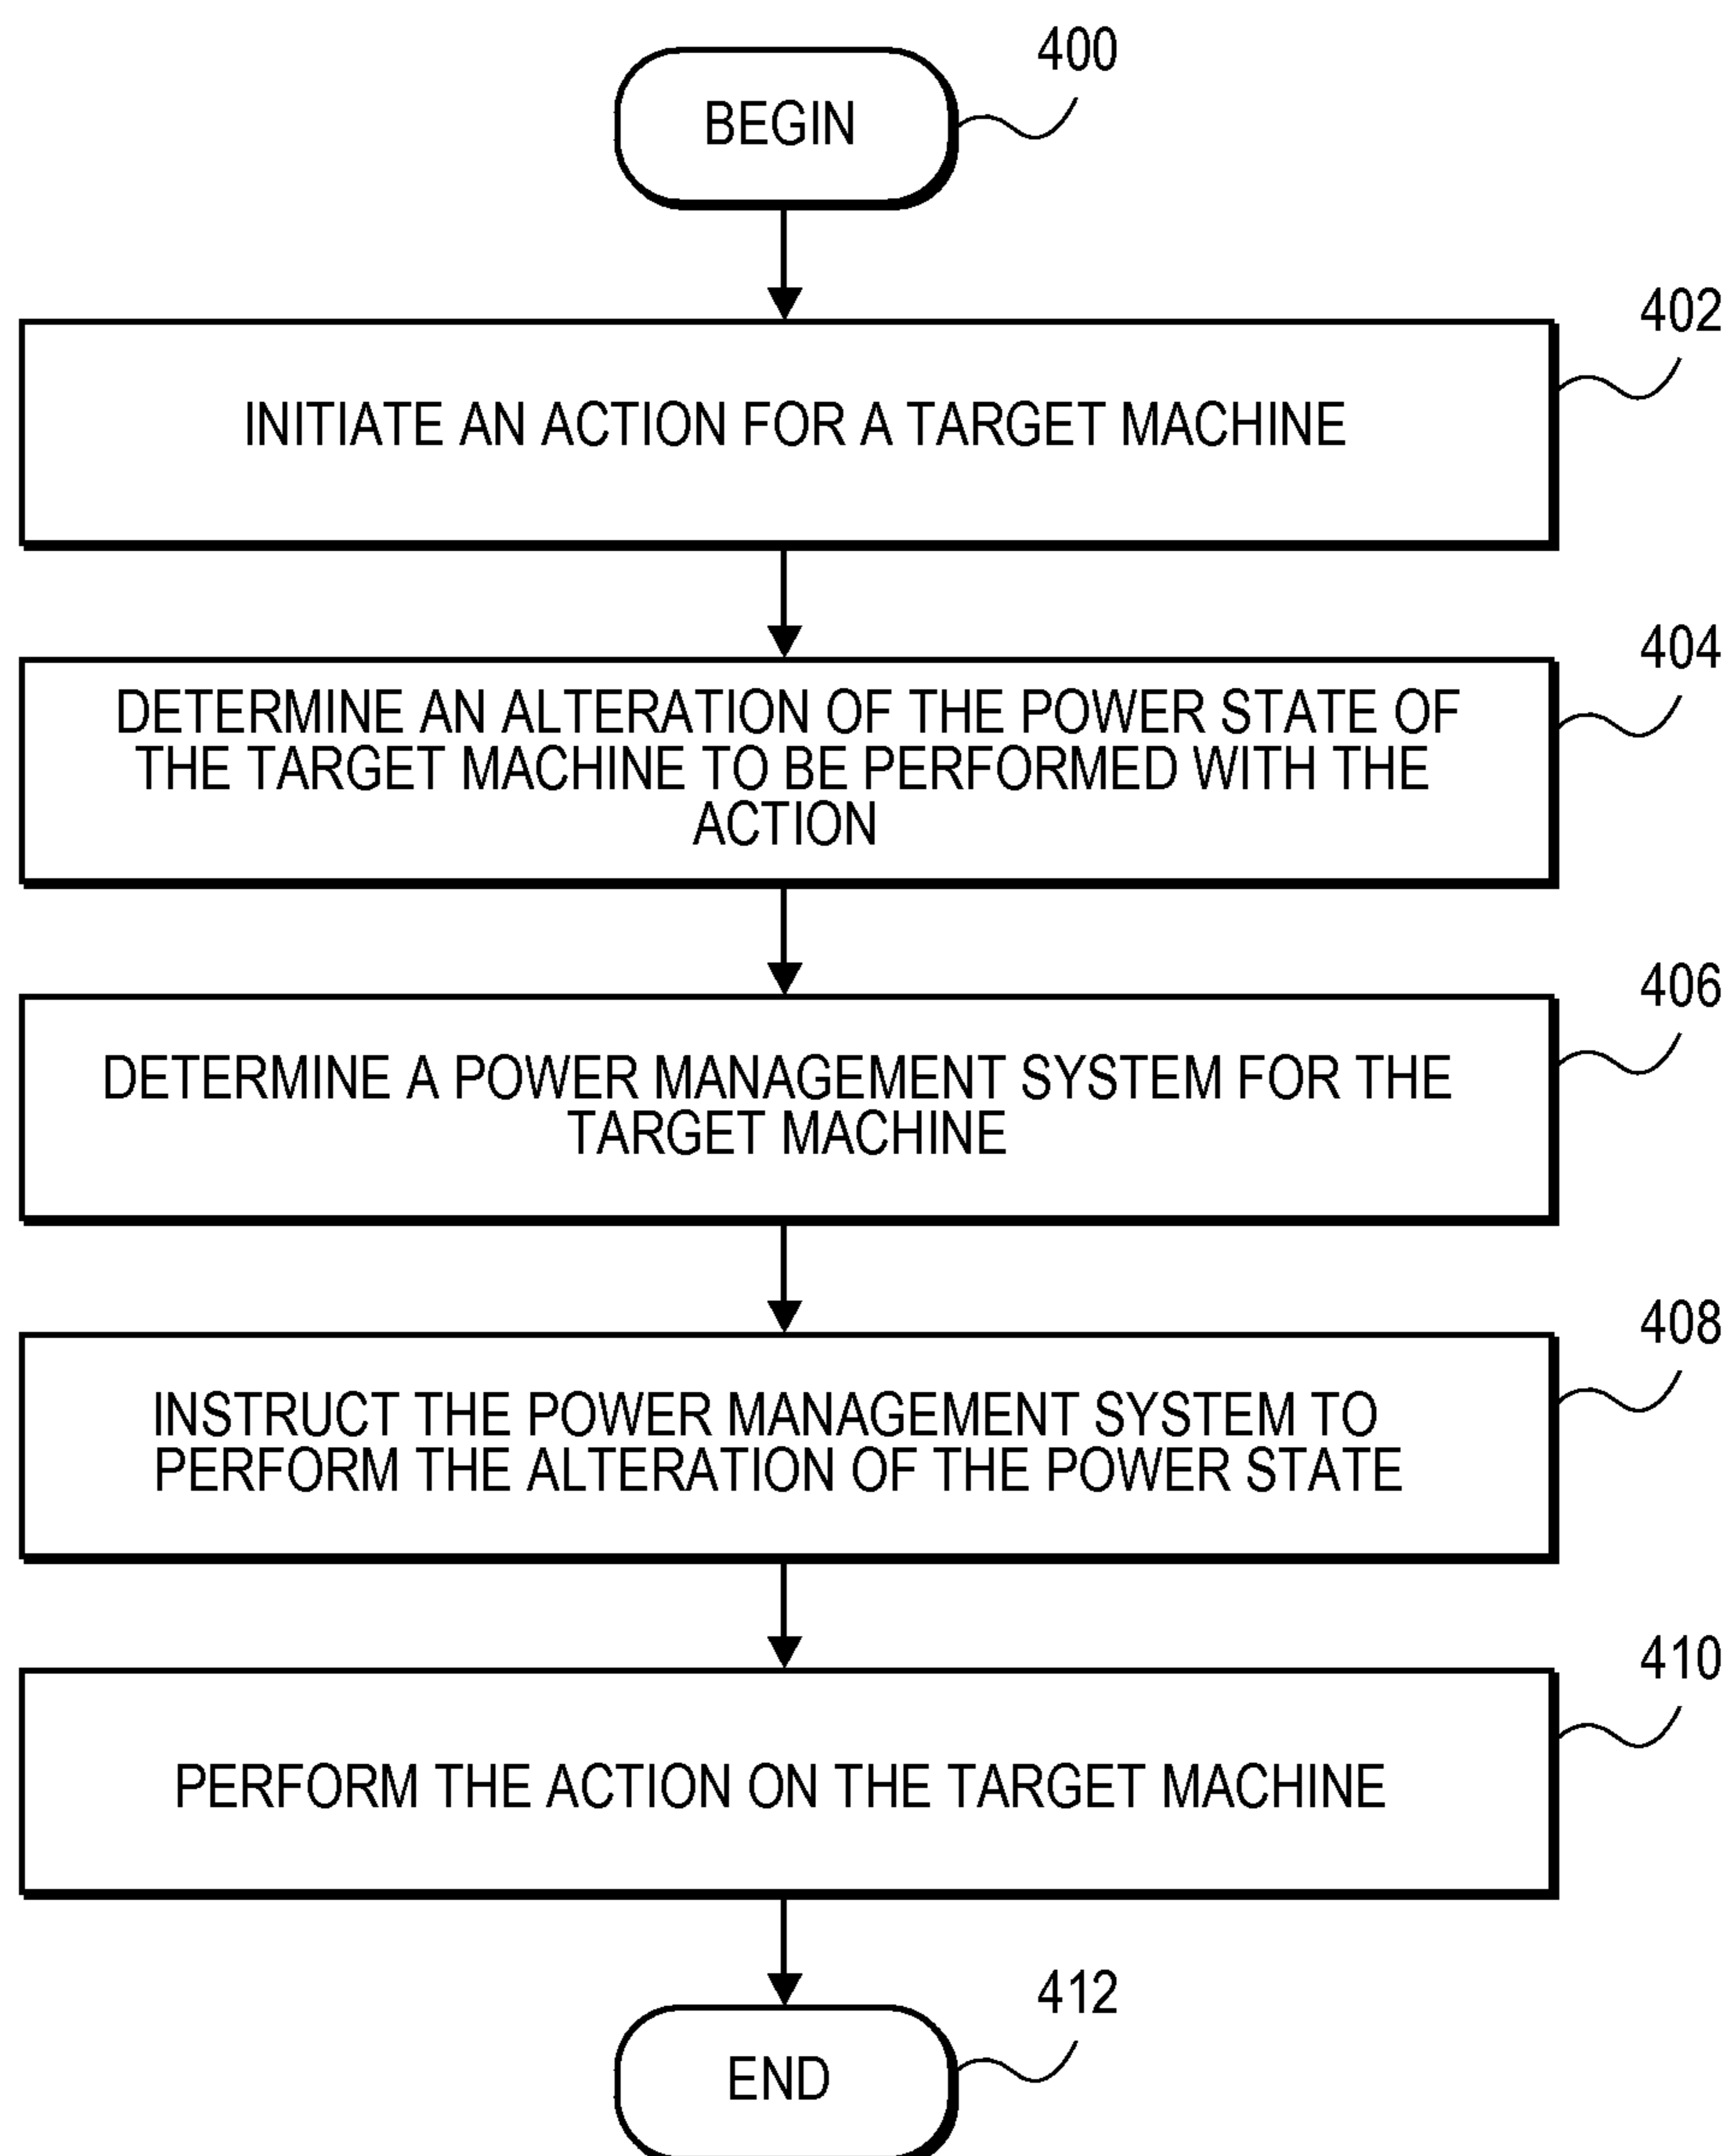 400
BEGIN
402
INITIATE AN ACTION FOR A TARGET MACHINE
404
DETERMINE AN ALTERATION OF THE POWER STATE OF
THE TARGET MACHINE TO BE PERFORMED WITH THE
ACTION
406
DETERMINE A POWER MANAGEMENT SYSTEM FOR THE
TARGET MACHINE
408
INSTRUCT THE POWER MANAGEMENT SYSTEM TO
PERFORM THE ALTERATION OF THE POWER STATE
410
PERFORM THE ACTION ON THE TARGET MACHINE
412
END